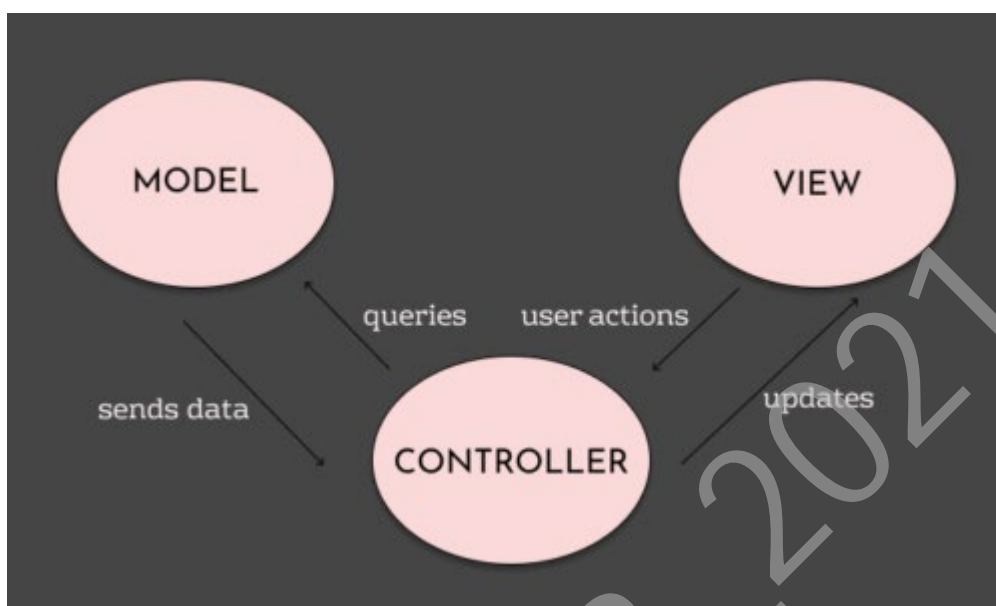 MODEL
VIEW
queries
user actions
sends data
updates
CONTROLLER
2021